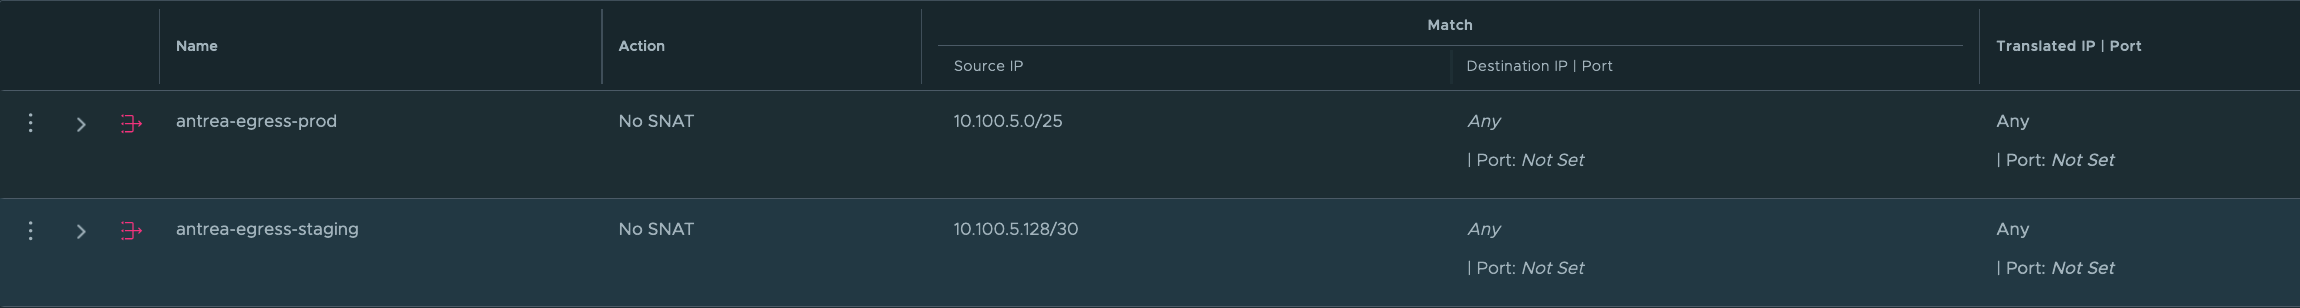 Name Action Match Translated IP | Port
Source IP Destination IP | Port
antrea-egress-prod No SNAT 10.100.5.0/25 Any Any
| Port: Not Set | Port: Not Set
antrea-egress-staging No SNAT 10.100.5.128/30 Any Any
| Port: Not Set | Port: Not Set